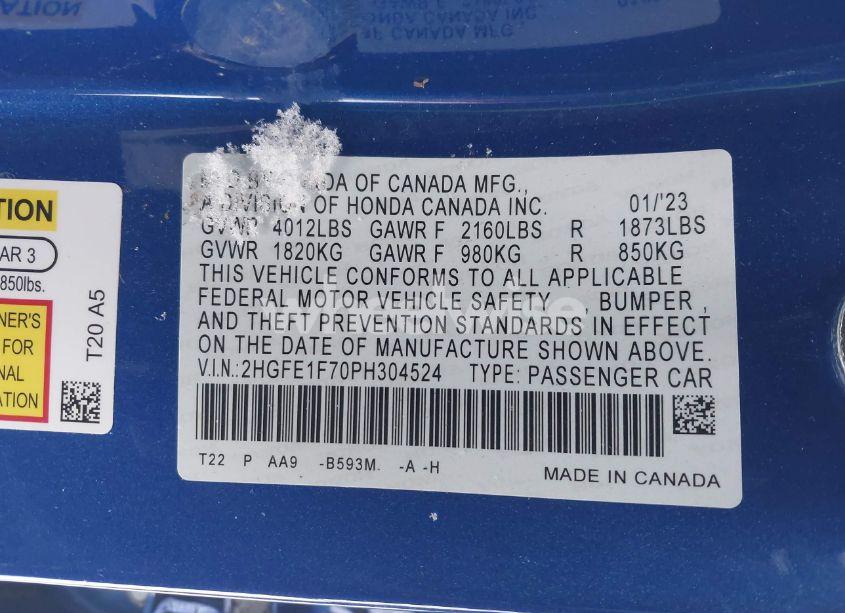 DA OF CANADA MFG.,
A DIVISION OF HONDA CANADA INC. 01/'23
GVWR 4012LBS GAWR F 2160LBS R 1873LBS
GVWR 1820KG GAWR F 980KG R 850KG
THIS VEHICLE CONFORMS TO ALL APPLICABLE
FEDERAL MOTOR VEHICLE SAFETY , BUMPER ,
AND THEFT PREVENTION STANDARDS IN EFFECT
ON THE DATE OF MANUFACTURE SHOWN ABOVE.
V.I.N.:2HGFE1F70PH304524 TYPE: PASSENGER CAR
T22 P AA9 -B593M. -A -H
MADE IN CANADA
TION
AR 3
850lbs.
NER'S
FOR
NAL
ATION
T20 A5